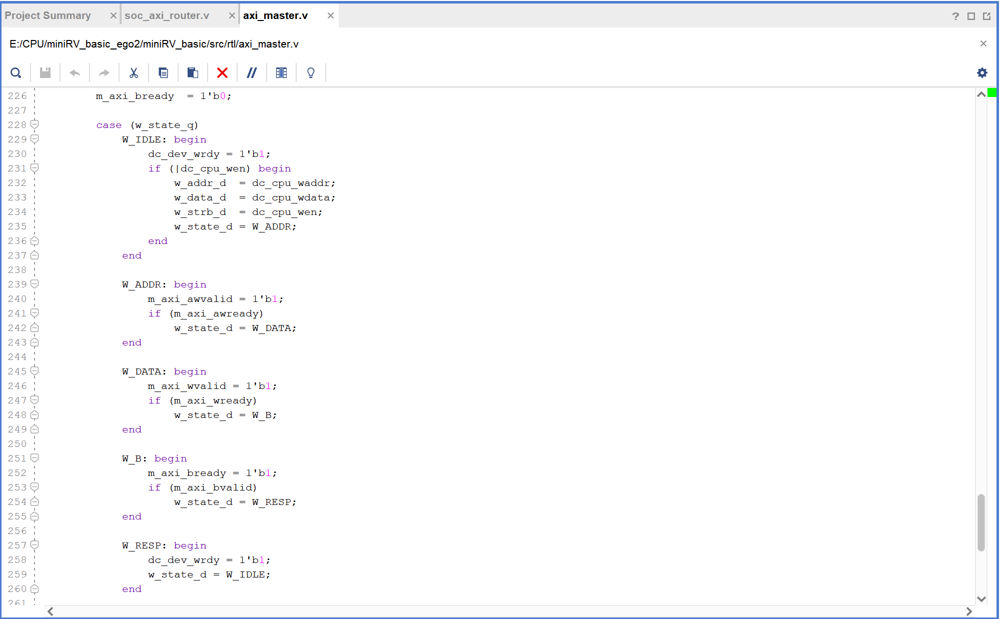 Project Summary × soc_axi_router.v × axi_master.v × ?
E:/CPU/miniRV_basic_ego2/miniRV_basic/src/rtl/axi_master.v ×
226         m_axi_bready  = 1'b0;
227
228         case (w_state_q)
229             W_IDLE: begin
230                 dc_dev_wrdy = 1'b1;
231                 if (|dc_cpu_wen) begin
232                     w_addr_d  = dc_cpu_waddr;
233                     w_data_d  = dc_cpu_wdata;
234                     w_strb_d  = dc_cpu_wen;
235                     w_state_d = W_ADDR;
236                 end
237             end
238
239             W_ADDR: begin
240                 m_axi_awvalid = 1'b1;
241                 if (m_axi_awready)
242                     w_state_d = W_DATA;
243             end
244
245             W_DATA: begin
246                 m_axi_wvalid = 1'b1;
247                 if (m_axi_wready)
248                     w_state_d = W_B;
249             end
250
251             W_B: begin
252                 m_axi_bready = 1'b1;
253                 if (m_axi_bvalid)
254                     w_state_d = W_RESP;
255             end
256
257             W_RESP: begin
258                 dc_dev_wrdy = 1'b1;
259                 w_state_d = W_IDLE;
260             end
261